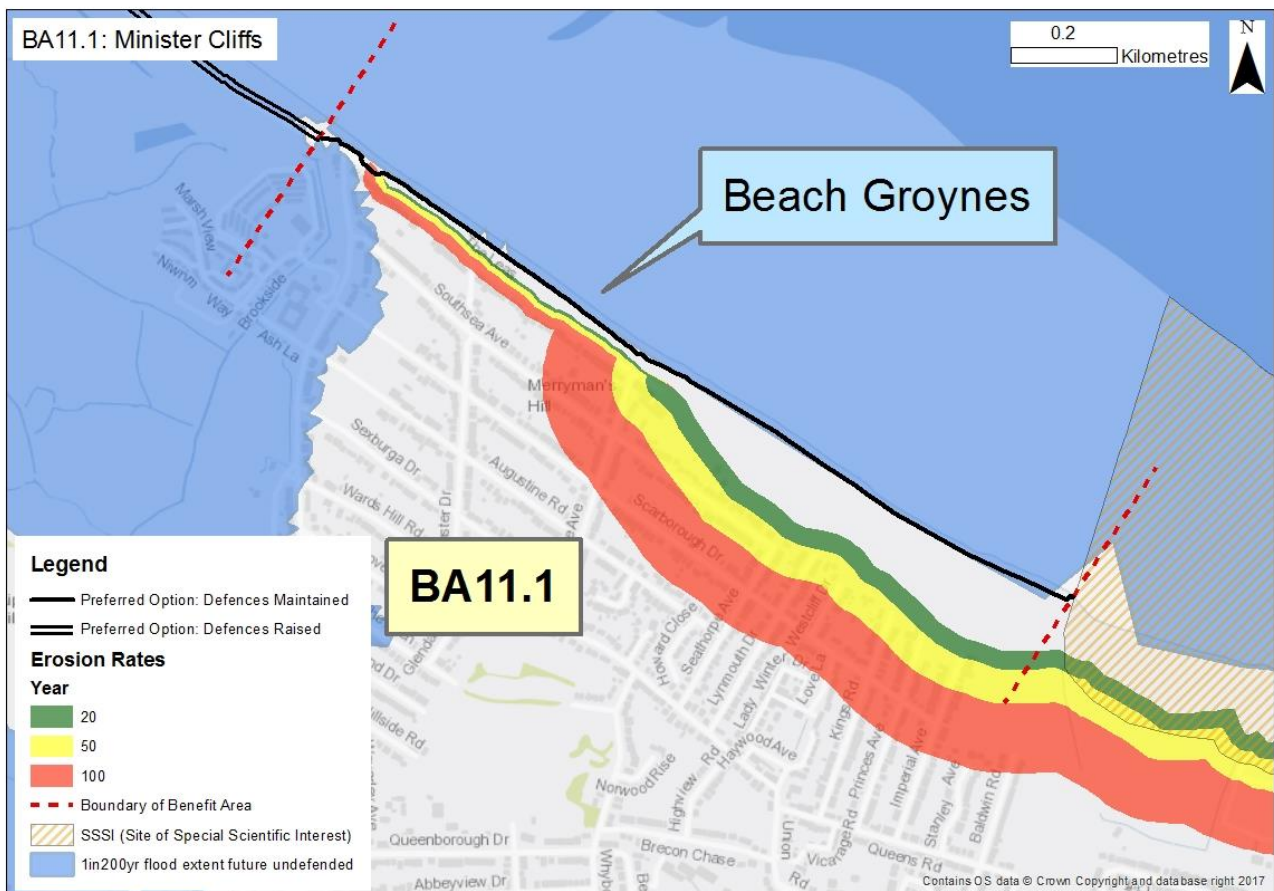 BA11.1: Minister Cliffs
0.2
Kilometres
N
Beach Groynes
Marsh View
Niwrvm
Way
Brookside
Ash La
The Leas
Southsea Ave
Merryman's
Hill
Sexburga Dr
Augustine Rd
Wards Hill Rd
Scarborough Dr
BA11.1
Howard Close
Seathorpe Ave
Lynmouth Dr
Lady Winter Dr
Westcliff Dr
Love La
Kings Rd
Haywood Ave
Princes Ave
Imperial Ave
Stanley Ave
Baldwin Rd
Norwood Rise
Highview Rd
Union
Rd
Vicarage Rd
Queens Rd
Queenborough Dr
Brecon Chase
Abbeyview Dr
Legend
Preferred Option: Defences Maintained
Preferred Option: Defences Raised
Erosion Rates
Year
20
50
100
Boundary of Benefit Area
SSSI (Site of Special Scientific Interest)
1in200yr flood extent future undefended
Contains OS data © Crown Copyright and database right 2017